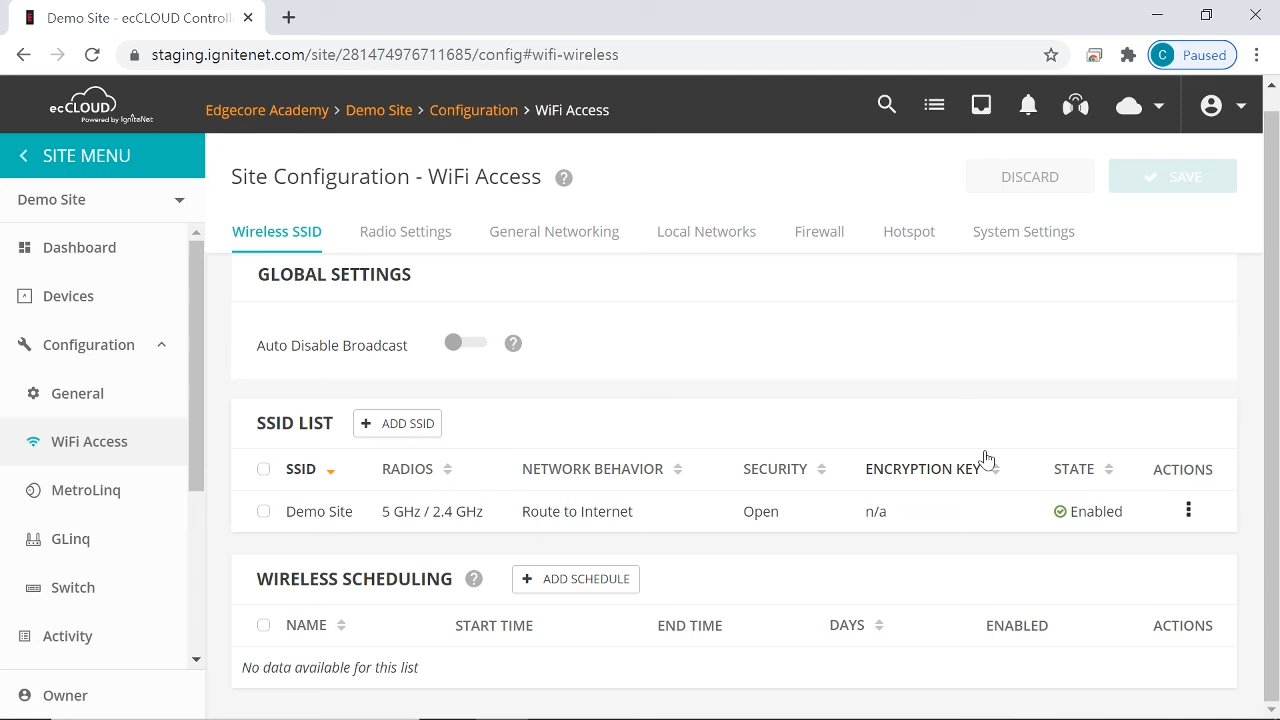 Demo Site - ecCLOUD Controll
staging.ignitenet.com/site/281474976711685/config#wifi-wireless
C Paused
ecCLOUD
Powered by IgniteNet
Edgecore Academy > Demo Site > Configuration > WiFi Access
SITE MENU
Demo Site
Dashboard
Devices
Configuration
General
WiFi Access
MetroLinq
GLinq
Switch
Activity
Owner
Site Configuration - WiFi Access ?
DISCARD
SAVE
Wireless SSID Radio Settings General Networking Local Networks Firewall Hotspot System Settings
GLOBAL SETTINGS
Auto Disable Broadcast ?
SSID LIST + ADD SSID
SSID RADIOS NETWORK BEHAVIOR SECURITY ENCRYPTION KEY STATE ACTIONS
Demo Site 5 GHz / 2.4 GHz Route to Internet Open n/a Enabled
WIRELESS SCHEDULING ? + ADD SCHEDULE
NAME START TIME END TIME DAYS ENABLED ACTIONS
No data available for this list